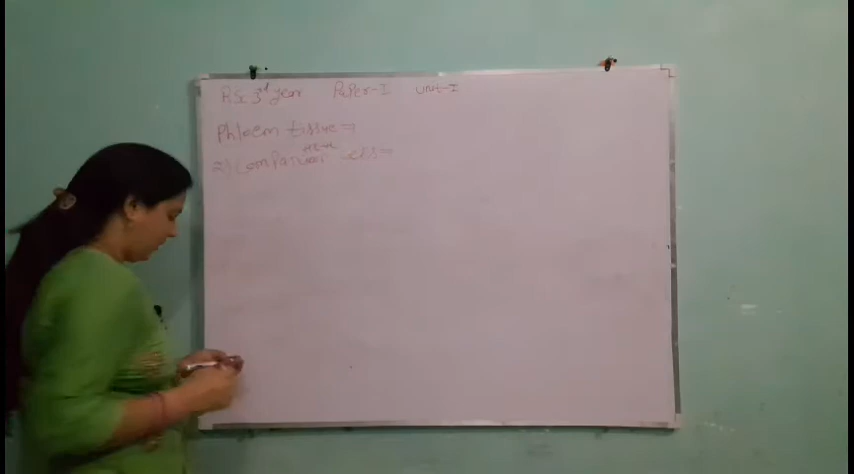 B.Sc 3rd year Paper-I Unit-I
Phloem tissue ⇒
2) Companion cells =